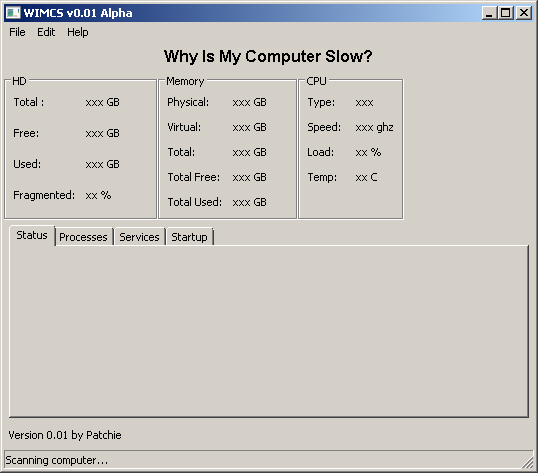 WIMCS v0.01 Alpha
File Edit Help
Why Is My Computer Slow?
HD
Total : xxx GB
Free: xxx GB
Used: xxx GB
Fragmented: xx %
Memory
Physical: xxx GB
Virtual: xxx GB
Total: xxx GB
Total Free: xxx GB
Total Used: xxx GB
CPU
Type: xxx
Speed: xxx ghz
Load: xx %
Temp: xx C
Status Processes Services Startup
Version 0.01 by Patchie
Scanning computer...